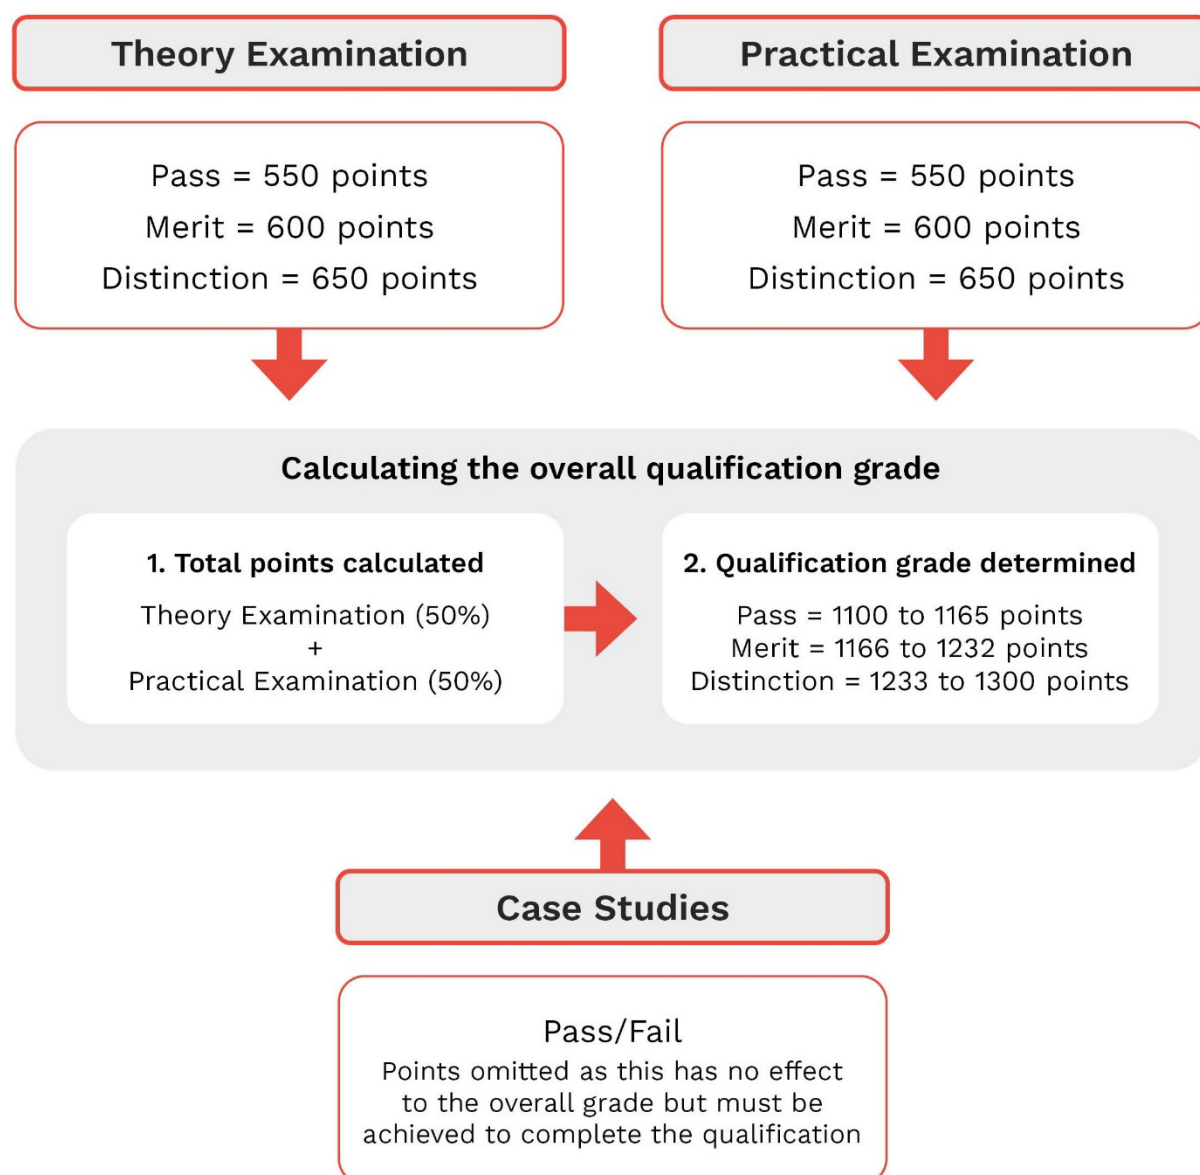 Theory Examination
Pass = 550 points
Merit = 600 points
Distinction = 650 points
Practical Examination
Pass = 550 points
Merit = 600 points
Distinction = 650 points
Calculating the overall qualification grade
1. Total points calculated
Theory Examination (50%)
+
Practical Examination (50%)
2. Qualification grade determined
Pass = 1100 to 1165 points
Merit = 1166 to 1232 points
Distinction = 1233 to 1300 points
Case Studies
Pass/Fail
Points omitted as this has no effect
to the overall grade but must be
achieved to complete the qualification